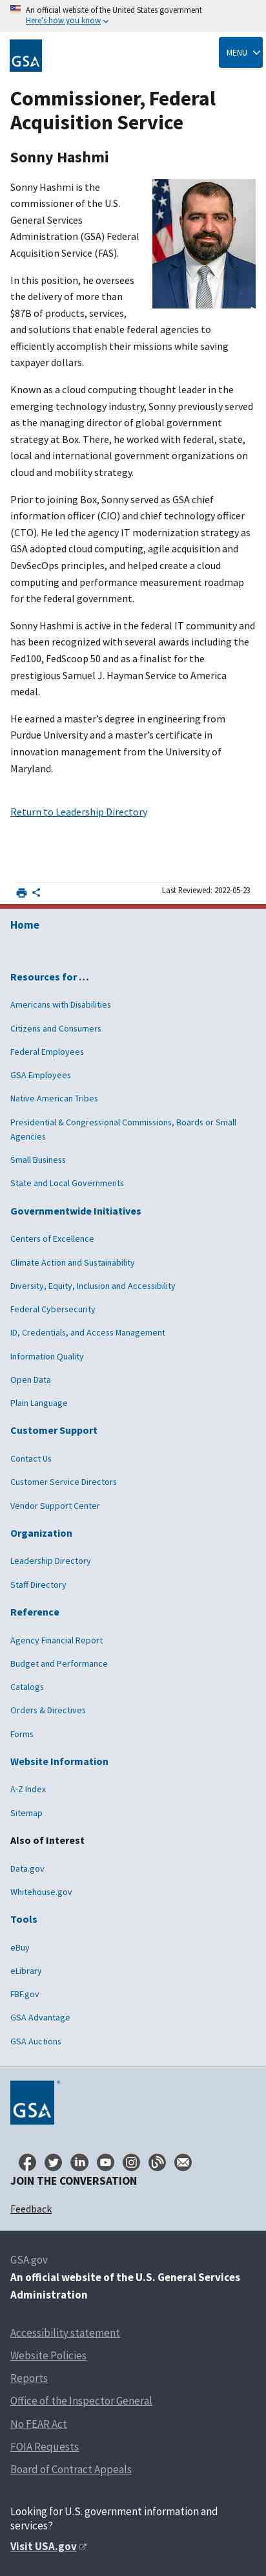 An official website of the United States government
Here's how you know
GSA
MENU
Commissioner, Federal
Acquisition Service
Sonny Hashmi
Sonny Hashmi is the
commissioner of the U.S.
General Services
Administration (GSA) Federal
Acquisition Service (FAS).
In this position, he oversees
the delivery of more than
$87B of products, services,
and solutions that enable federal agencies to
efficiently accomplish their missions while saving
taxpayer dollars.
Known as a cloud computing thought leader in the
emerging technology industry, Sonny previously served
as the managing director of global government
strategy at Box. There, he worked with federal, state,
local and international government organizations on
cloud and mobility strategy.
Prior to joining Box, Sonny served as GSA chief
information officer (CIO) and chief technology officer
(CTO). He led the agency IT modernization strategy as
GSA adopted cloud computing, agile acquisition and
DevSecOps principles, and helped create a cloud
computing and performance measurement roadmap
for the federal government.
Sonny Hashmi is active in the federal IT community and
has been recognized with several awards including the
Fed100, FedScoop 50 and as a finalist for the
prestigious Samuel J. Hayman Service to America
medal.
He earned a master's degree in engineering from
Purdue University and a master's certificate in
innovation management from the University of
Maryland.
Return to Leadership Directory
Last Reviewed: 2022-05-23
Home
Resources for …
Americans with Disabilities
Citizens and Consumers
Federal Employees
GSA Employees
Native American Tribes
Presidential & Congressional Commissions, Boards or Small
Agencies
Small Business
State and Local Governments
Governmentwide Initiatives
Centers of Excellence
Climate Action and Sustainability
Diversity, Equity, Inclusion and Accessibility
Federal Cybersecurity
ID, Credentials, and Access Management
Information Quality
Open Data
Plain Language
Customer Support
Contact Us
Customer Service Directors
Vendor Support Center
Organization
Leadership Directory
Staff Directory
Reference
Agency Financial Report
Budget and Performance
Catalogs
Orders & Directives
Forms
Website Information
A-Z Index
Sitemap
Also of Interest
Data.gov
Whitehouse.gov
Tools
eBuy
eLibrary
FBF.gov
GSA Advantage
GSA Auctions
GSA ®
JOIN THE CONVERSATION
Feedback
GSA.gov
An official website of the U.S. General Services
Administration
Accessibility statement
Website Policies
Reports
Office of the Inspector General
No FEAR Act
FOIA Requests
Board of Contract Appeals
Looking for U.S. government information and
services?
Visit USA.gov